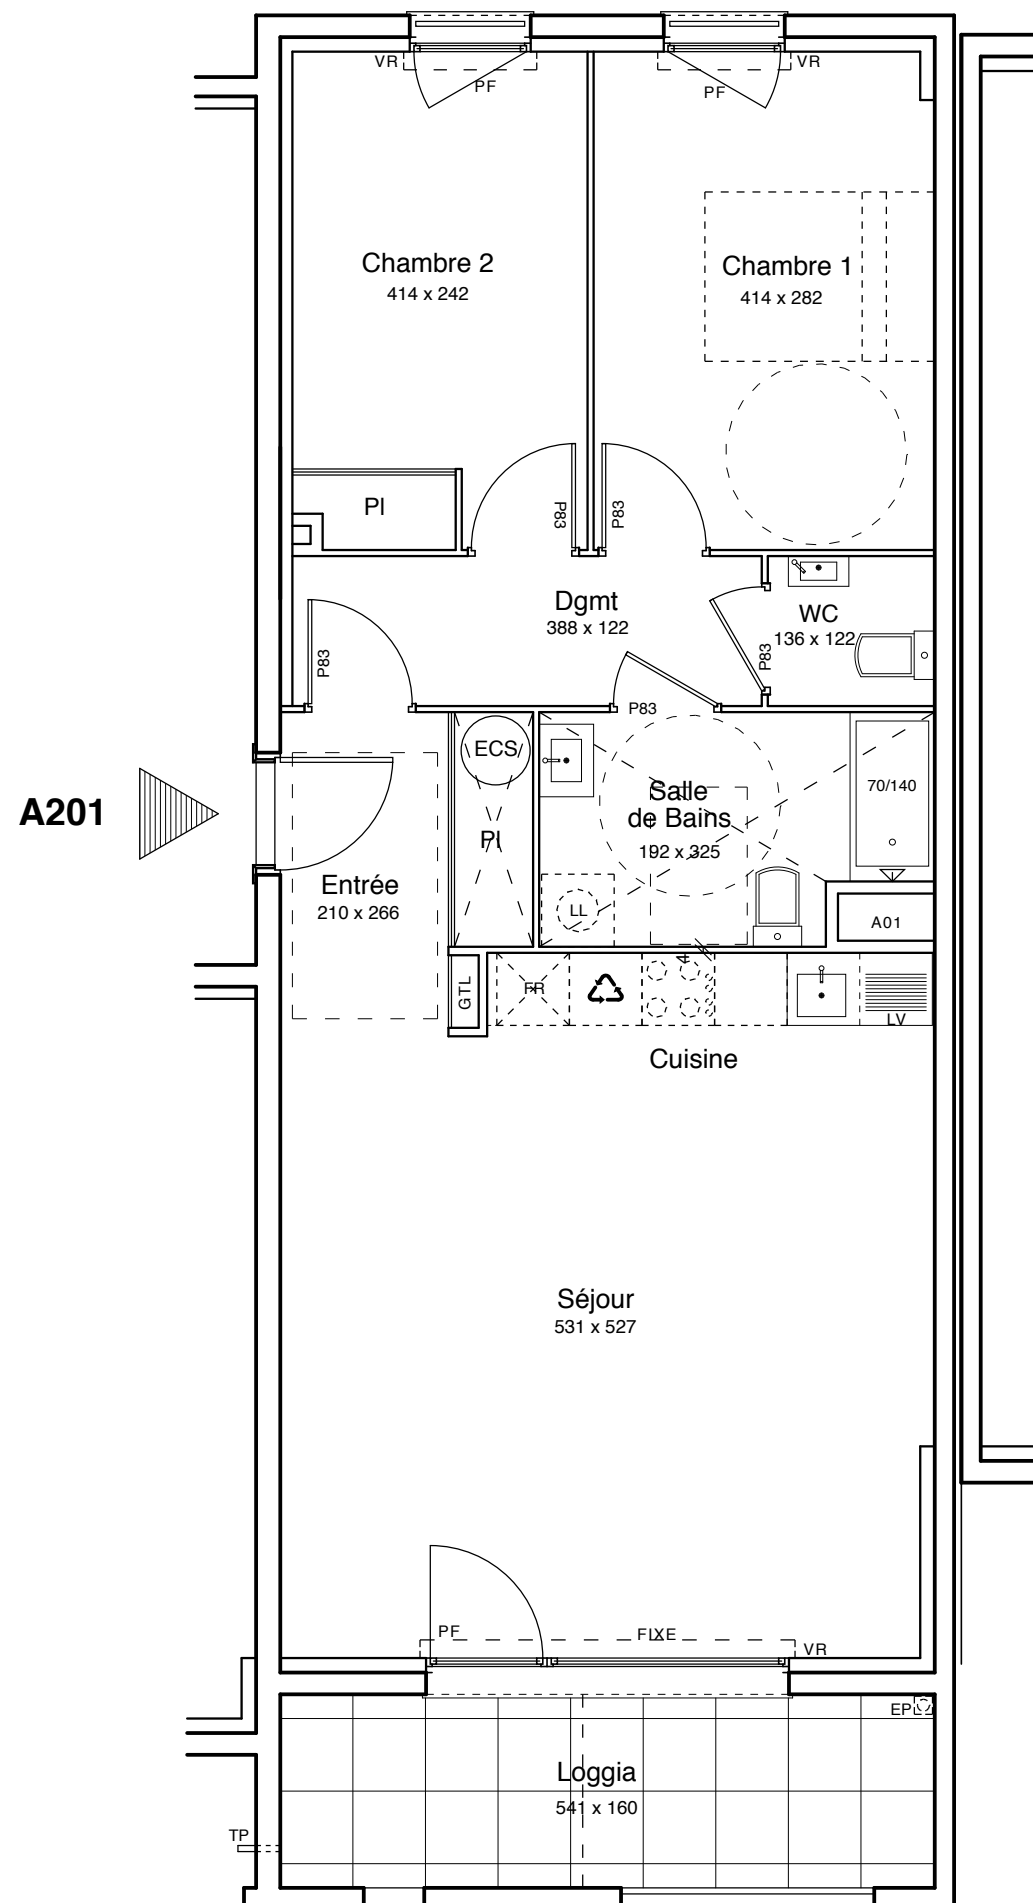 VR
PF
PF
VR
Chambre 2
414 x 242
Chambre 1
414 x 282
Pl
P83
P83
Dgmt
388 x 122
WC
136 x 122
P83
P83
P83
ECS
Pl
Salle
de Bains
192 x 325
70/140
A201
Entrée
210 x 266
LL
A01
GTL
FR
LV
Cuisine
Séjour
531 x 527
PF
FIXE
VR
EP
Loggia
541 x 160
TP